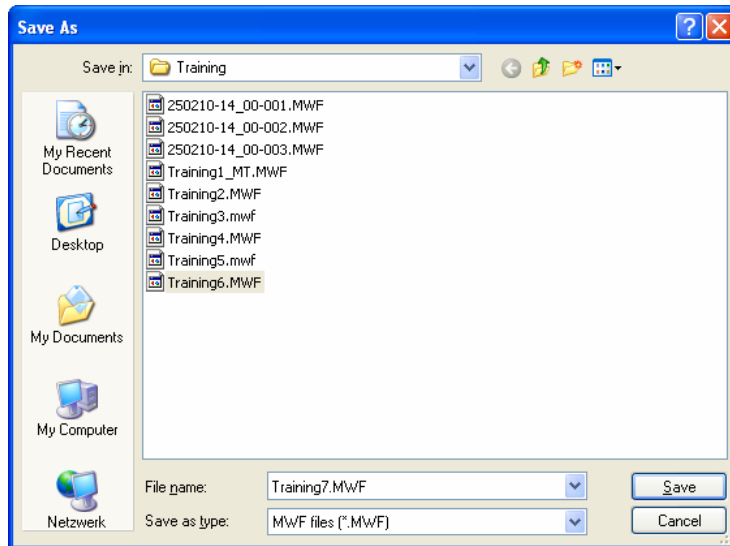 Save As
Save in: Training
My Recent Documents
Desktop
My Documents
My Computer
Netzwerk
250210-14_00-001.MWF
250210-14_00-002.MWF
250210-14_00-003.MWF
Training1_MT.MWF
Training2.MWF
Training3.mwf
Training4.MWF
Training5.mwf
Training6.MWF
File name: Training7.MWF Save
Save as type: MWF files (*.MWF) Cancel